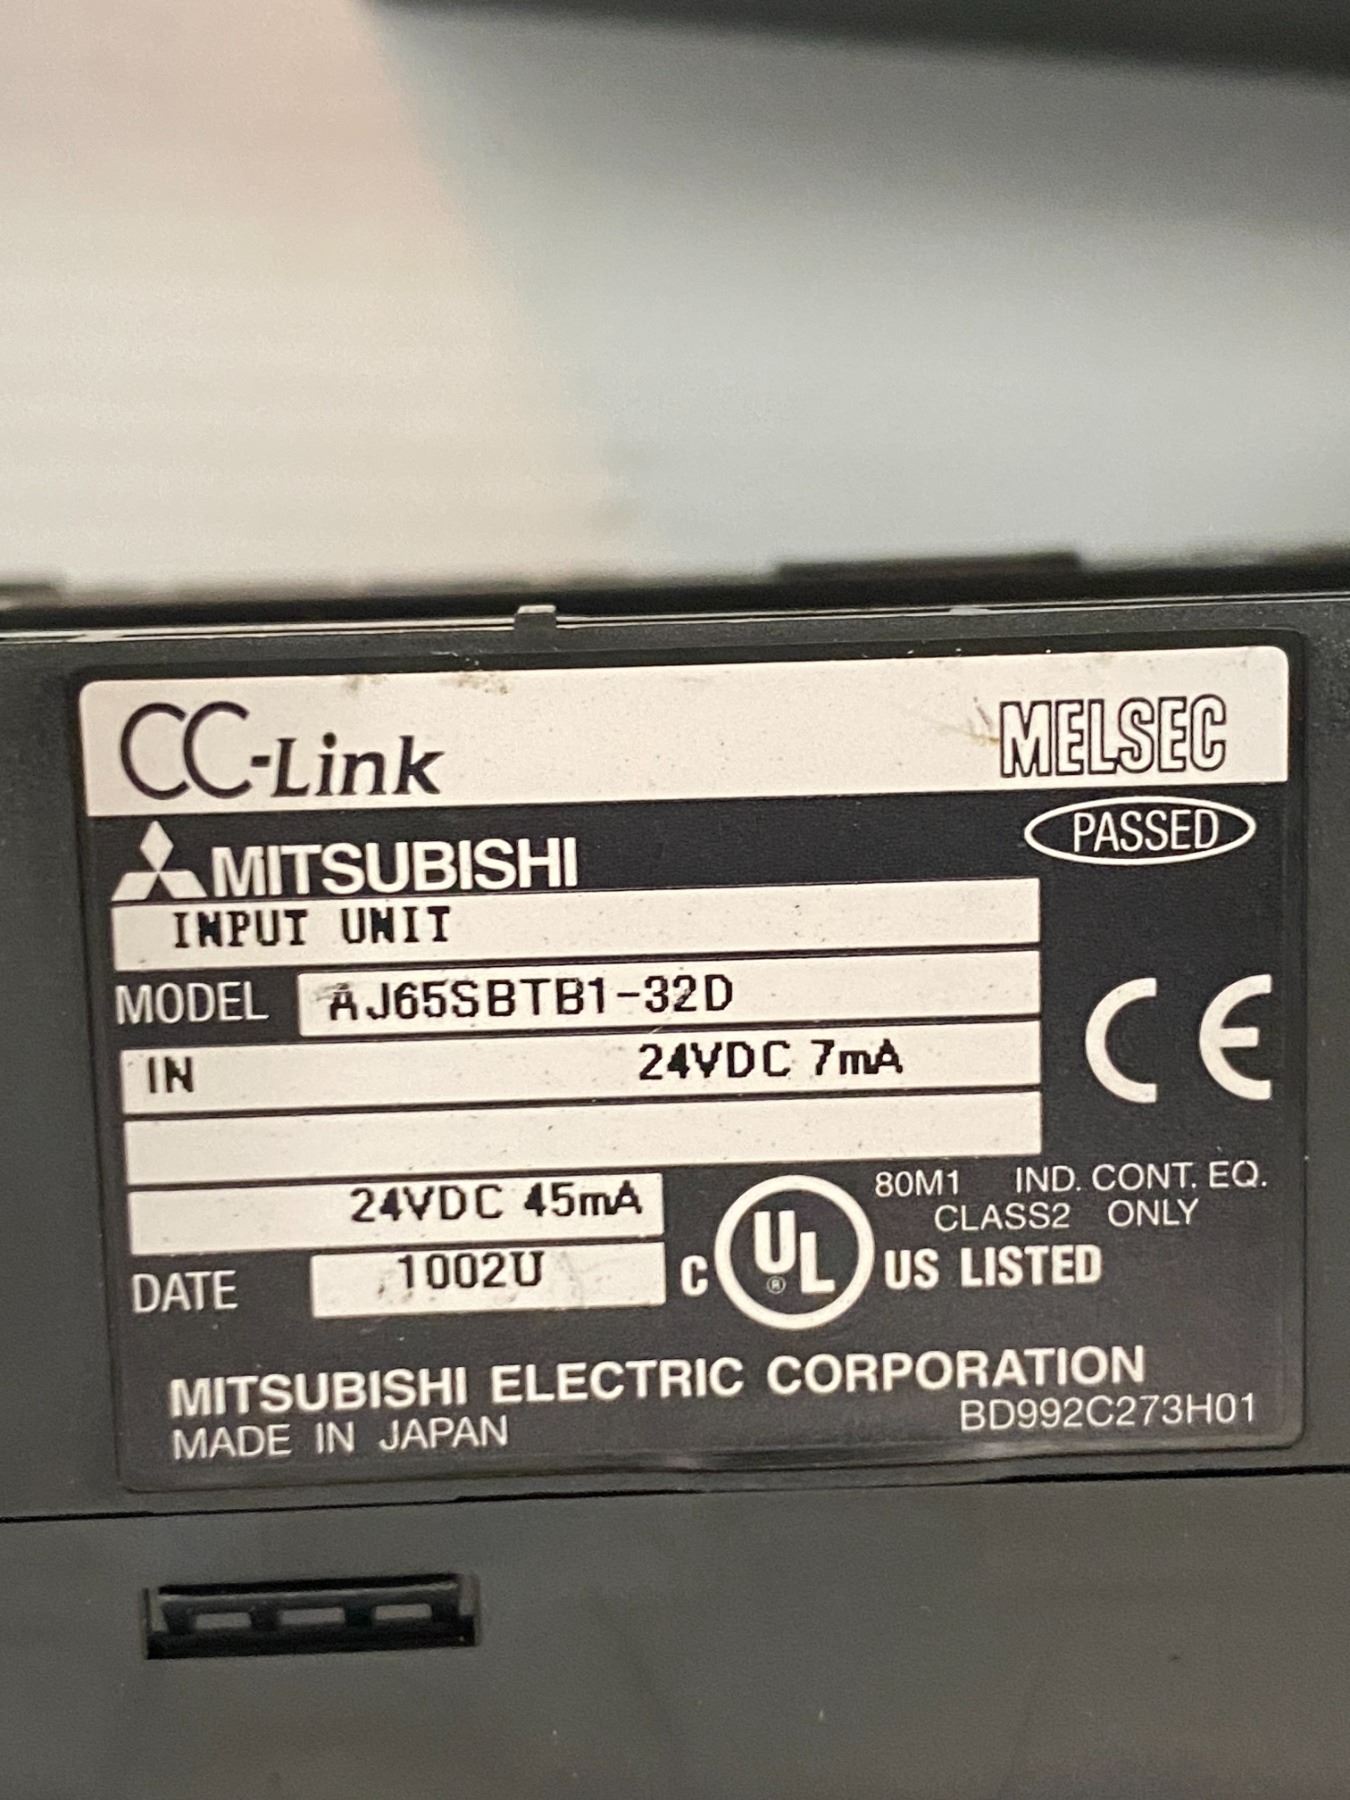 CC-Link MELSEC
MITSUBISHI PASSED
INPUT UNIT
MODEL AJ65SBTB1-32D
CE
IN 24VDC 7mA
24VDC 45mA
80M1 IND. CONT. EQ.
CLASS2 ONLY
DATE 1002U
C UL ® US LISTED
MITSUBISHI ELECTRIC CORPORATION
MADE IN JAPAN BD992C273H01